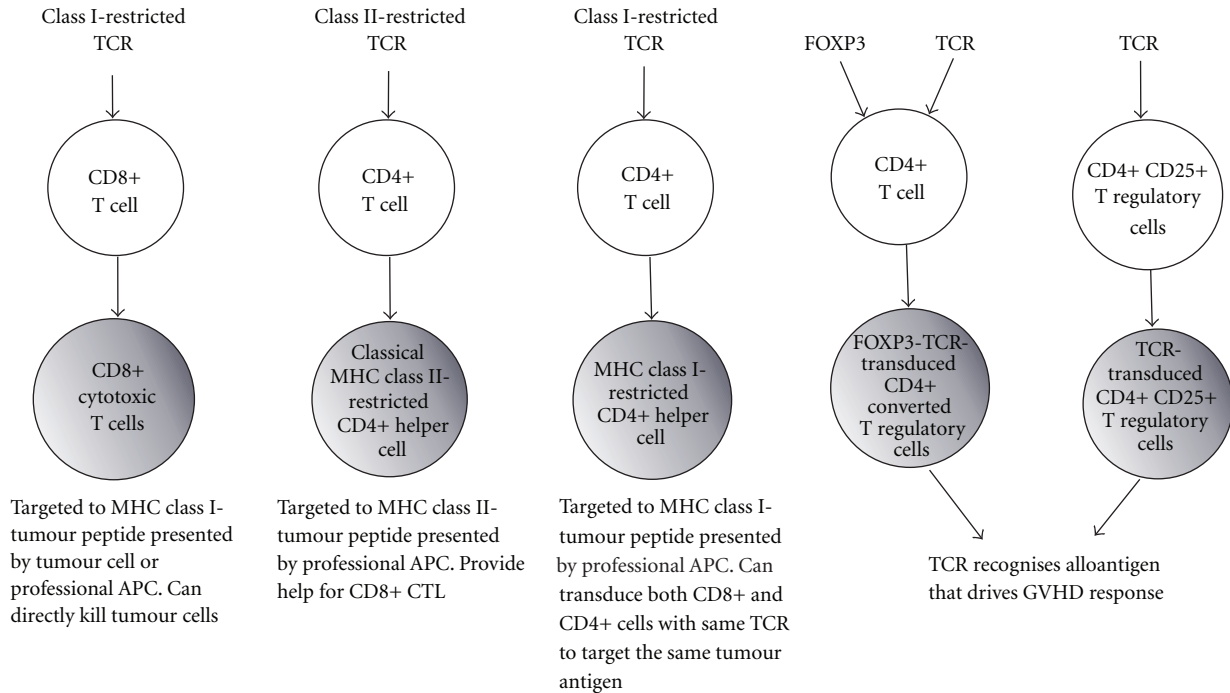 Class I-restricted
TCR
CD8+
T cell
CD8+
cytotoxic
T cells
Targeted to MHC class I-
tumour peptide presented
by tumour cell or
professional APC. Can
directly kill tumour cells
Class II-restricted
TCR
CD4+
T cell
Classical
MHC class II-
restricted
CD4+ helper
cell
Targeted to MHC class II-
tumour peptide presented
by professional APC. Provide
help for CD8+ CTL
Class I-restricted
TCR
CD4+
T cell
MHC class I-
restricted
CD4+ helper
cell
Targeted to MHC class I-
tumour peptide presented
by professional APC. Can
transduce both CD8+ and
CD4+ cells with same TCR
to target the same tumour
antigen
FOXP3
TCR
CD4+
T cell
FOXP3-TCR-
transduced
CD4+
converted
T regulatory
cells
TCR
CD4+ CD25+
T regulatory
cells
TCR-
transduced
CD4+ CD25+
T regulatory
cells
TCR recognises alloantigen
that drives GVHD response